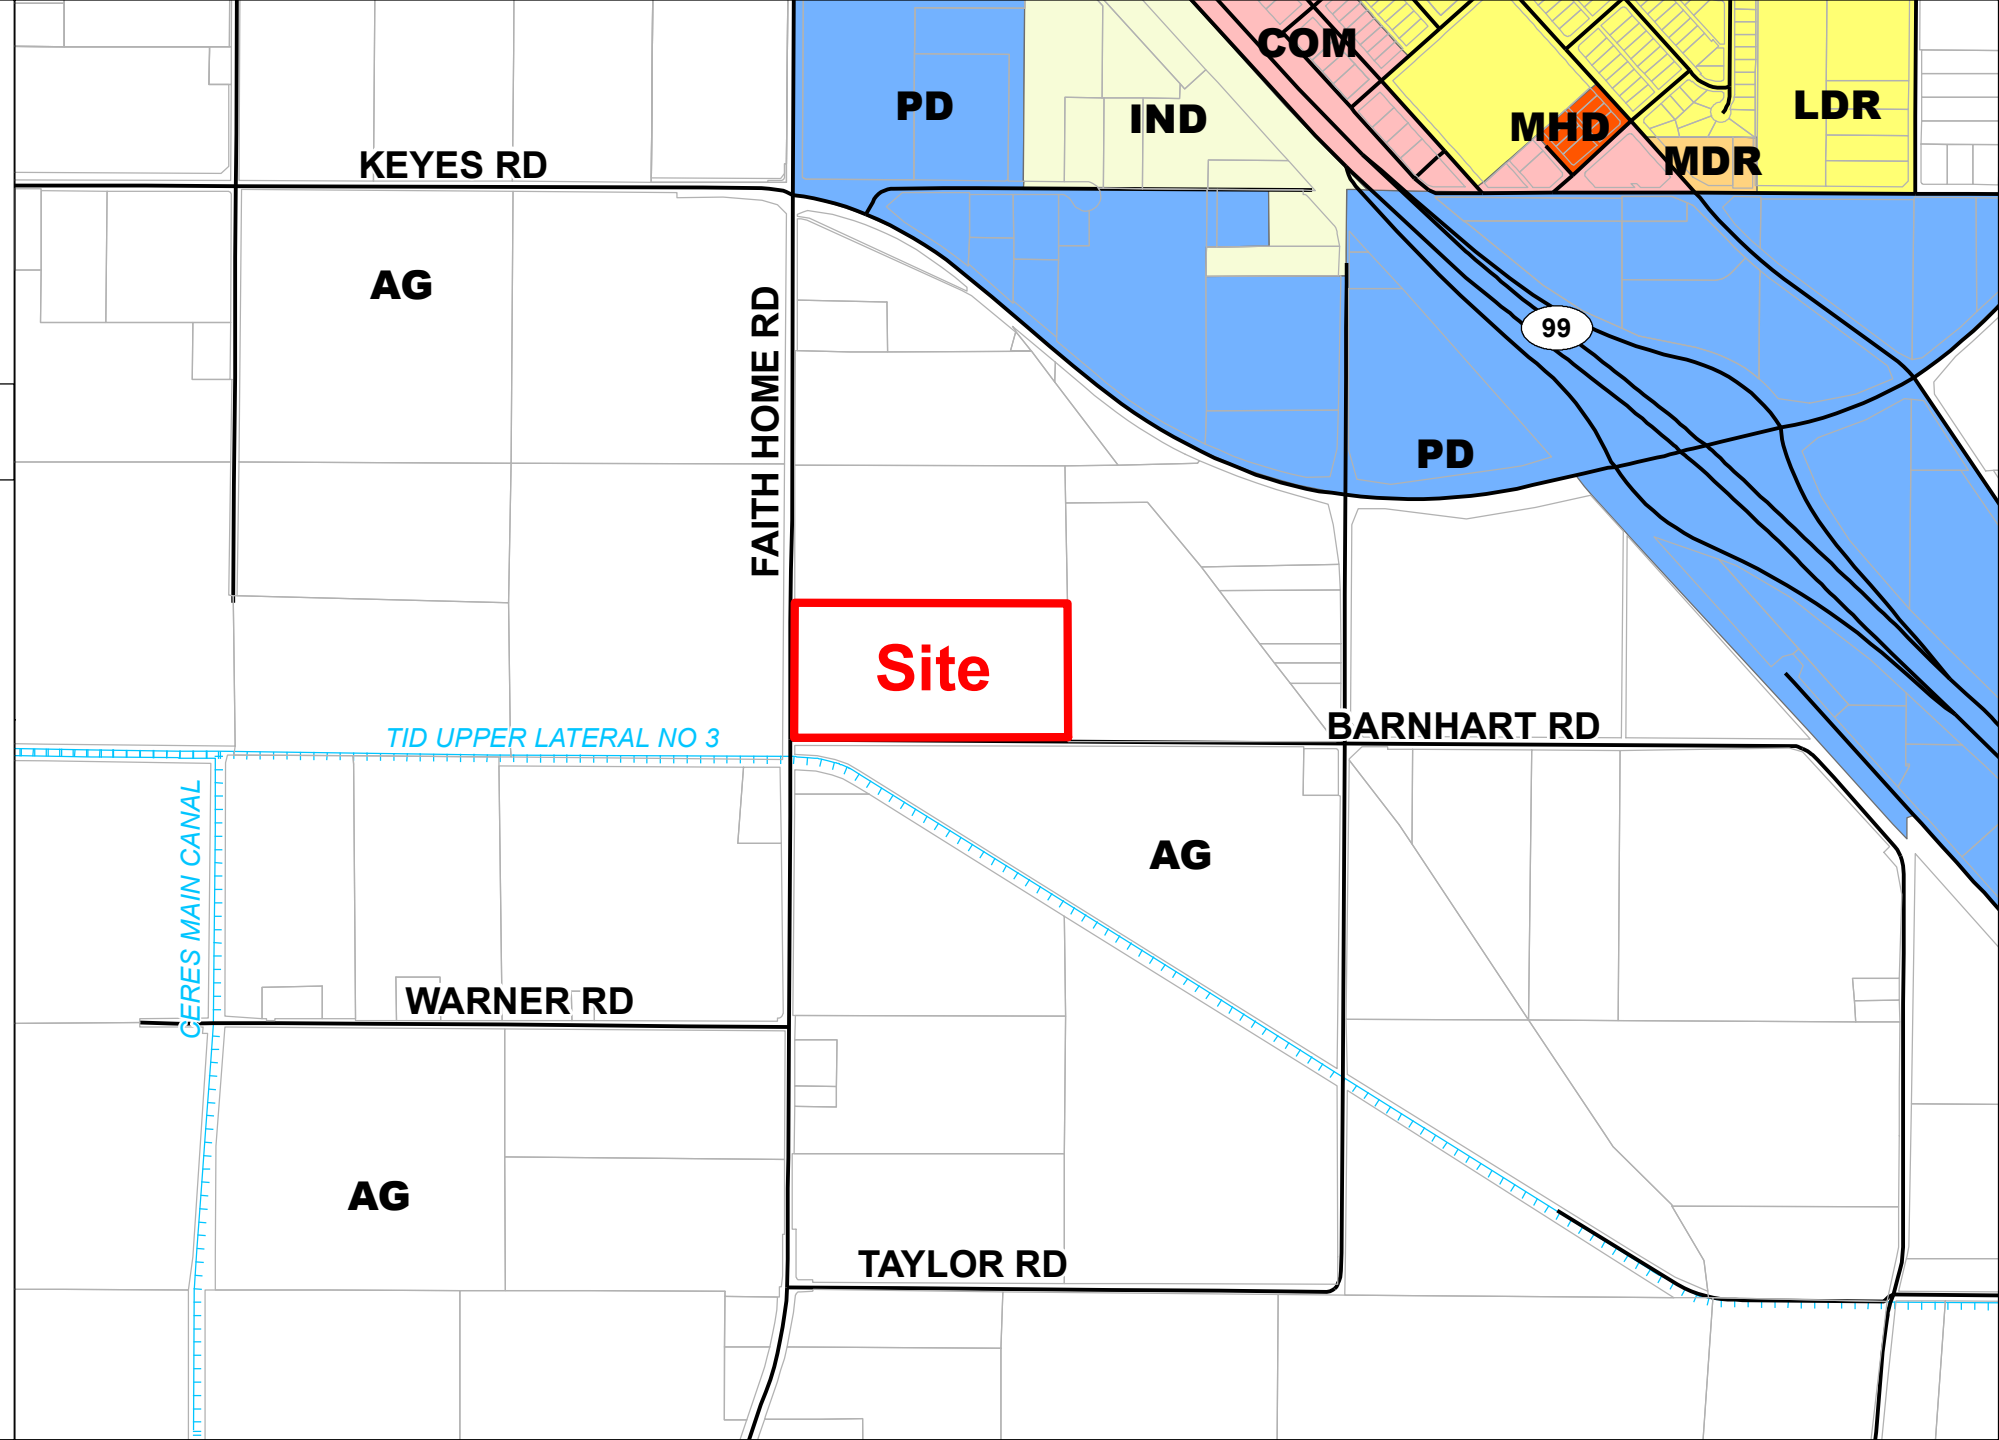 COM
PD
IND
MHD
LDR
MDR
KEYES RD
AG
FAITH HOME RD
99
PD
Site
BARNHART RD
TID UPPER LATERAL NO 3
CERES MAIN CANAL
AG
WARNER RD
AG
TAYLOR RD